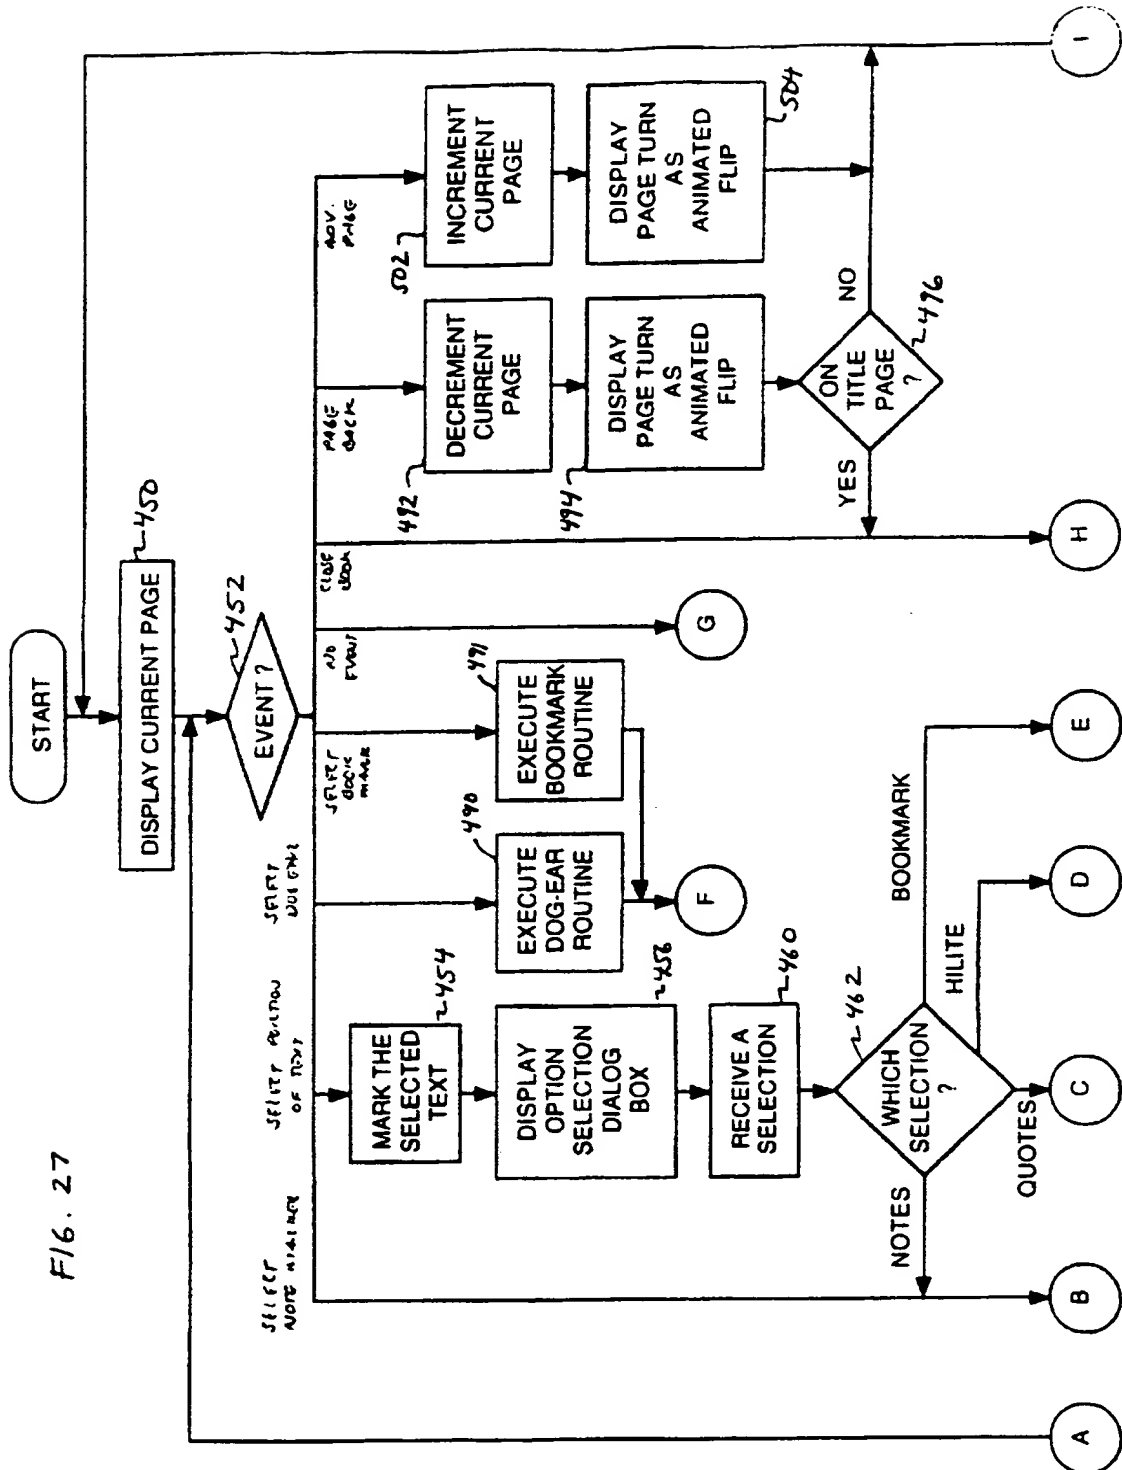 FIG. 27
START
DISPLAY CURRENT PAGE
450
EVENT ?
452
SELECT
NOTE MARKER
SELECT PORTION
OF TEXT
SELECT
DOG EAR
SELECT
BOOK
MARK
NO
EVENT
CLOSE
BOOK
PAGE
BACK
ADV.
PAGE
MARK THE
SELECTED
TEXT
454
DISPLAY
OPTION
SELECTION
DIALOG
BOX
RECEIVE A
SELECTION
460
WHICH
SELECTION
?
462
NOTES
QUOTES
HILITE
BOOKMARK
EXECUTE
DOG-EAR
ROUTINE
490
EXECUTE
BOOKMARK
ROUTINE
491
DECREMENT
CURRENT
PAGE
492
DISPLAY
PAGE TURN
AS
ANIMATED
FLIP
494
ON
TITLE
PAGE
?
496
YES
NO
INCREMENT
CURRENT
PAGE
502
DISPLAY
PAGE TURN
AS
ANIMATED
FLIP
504
A
B
C
D
E
F
G
H
I